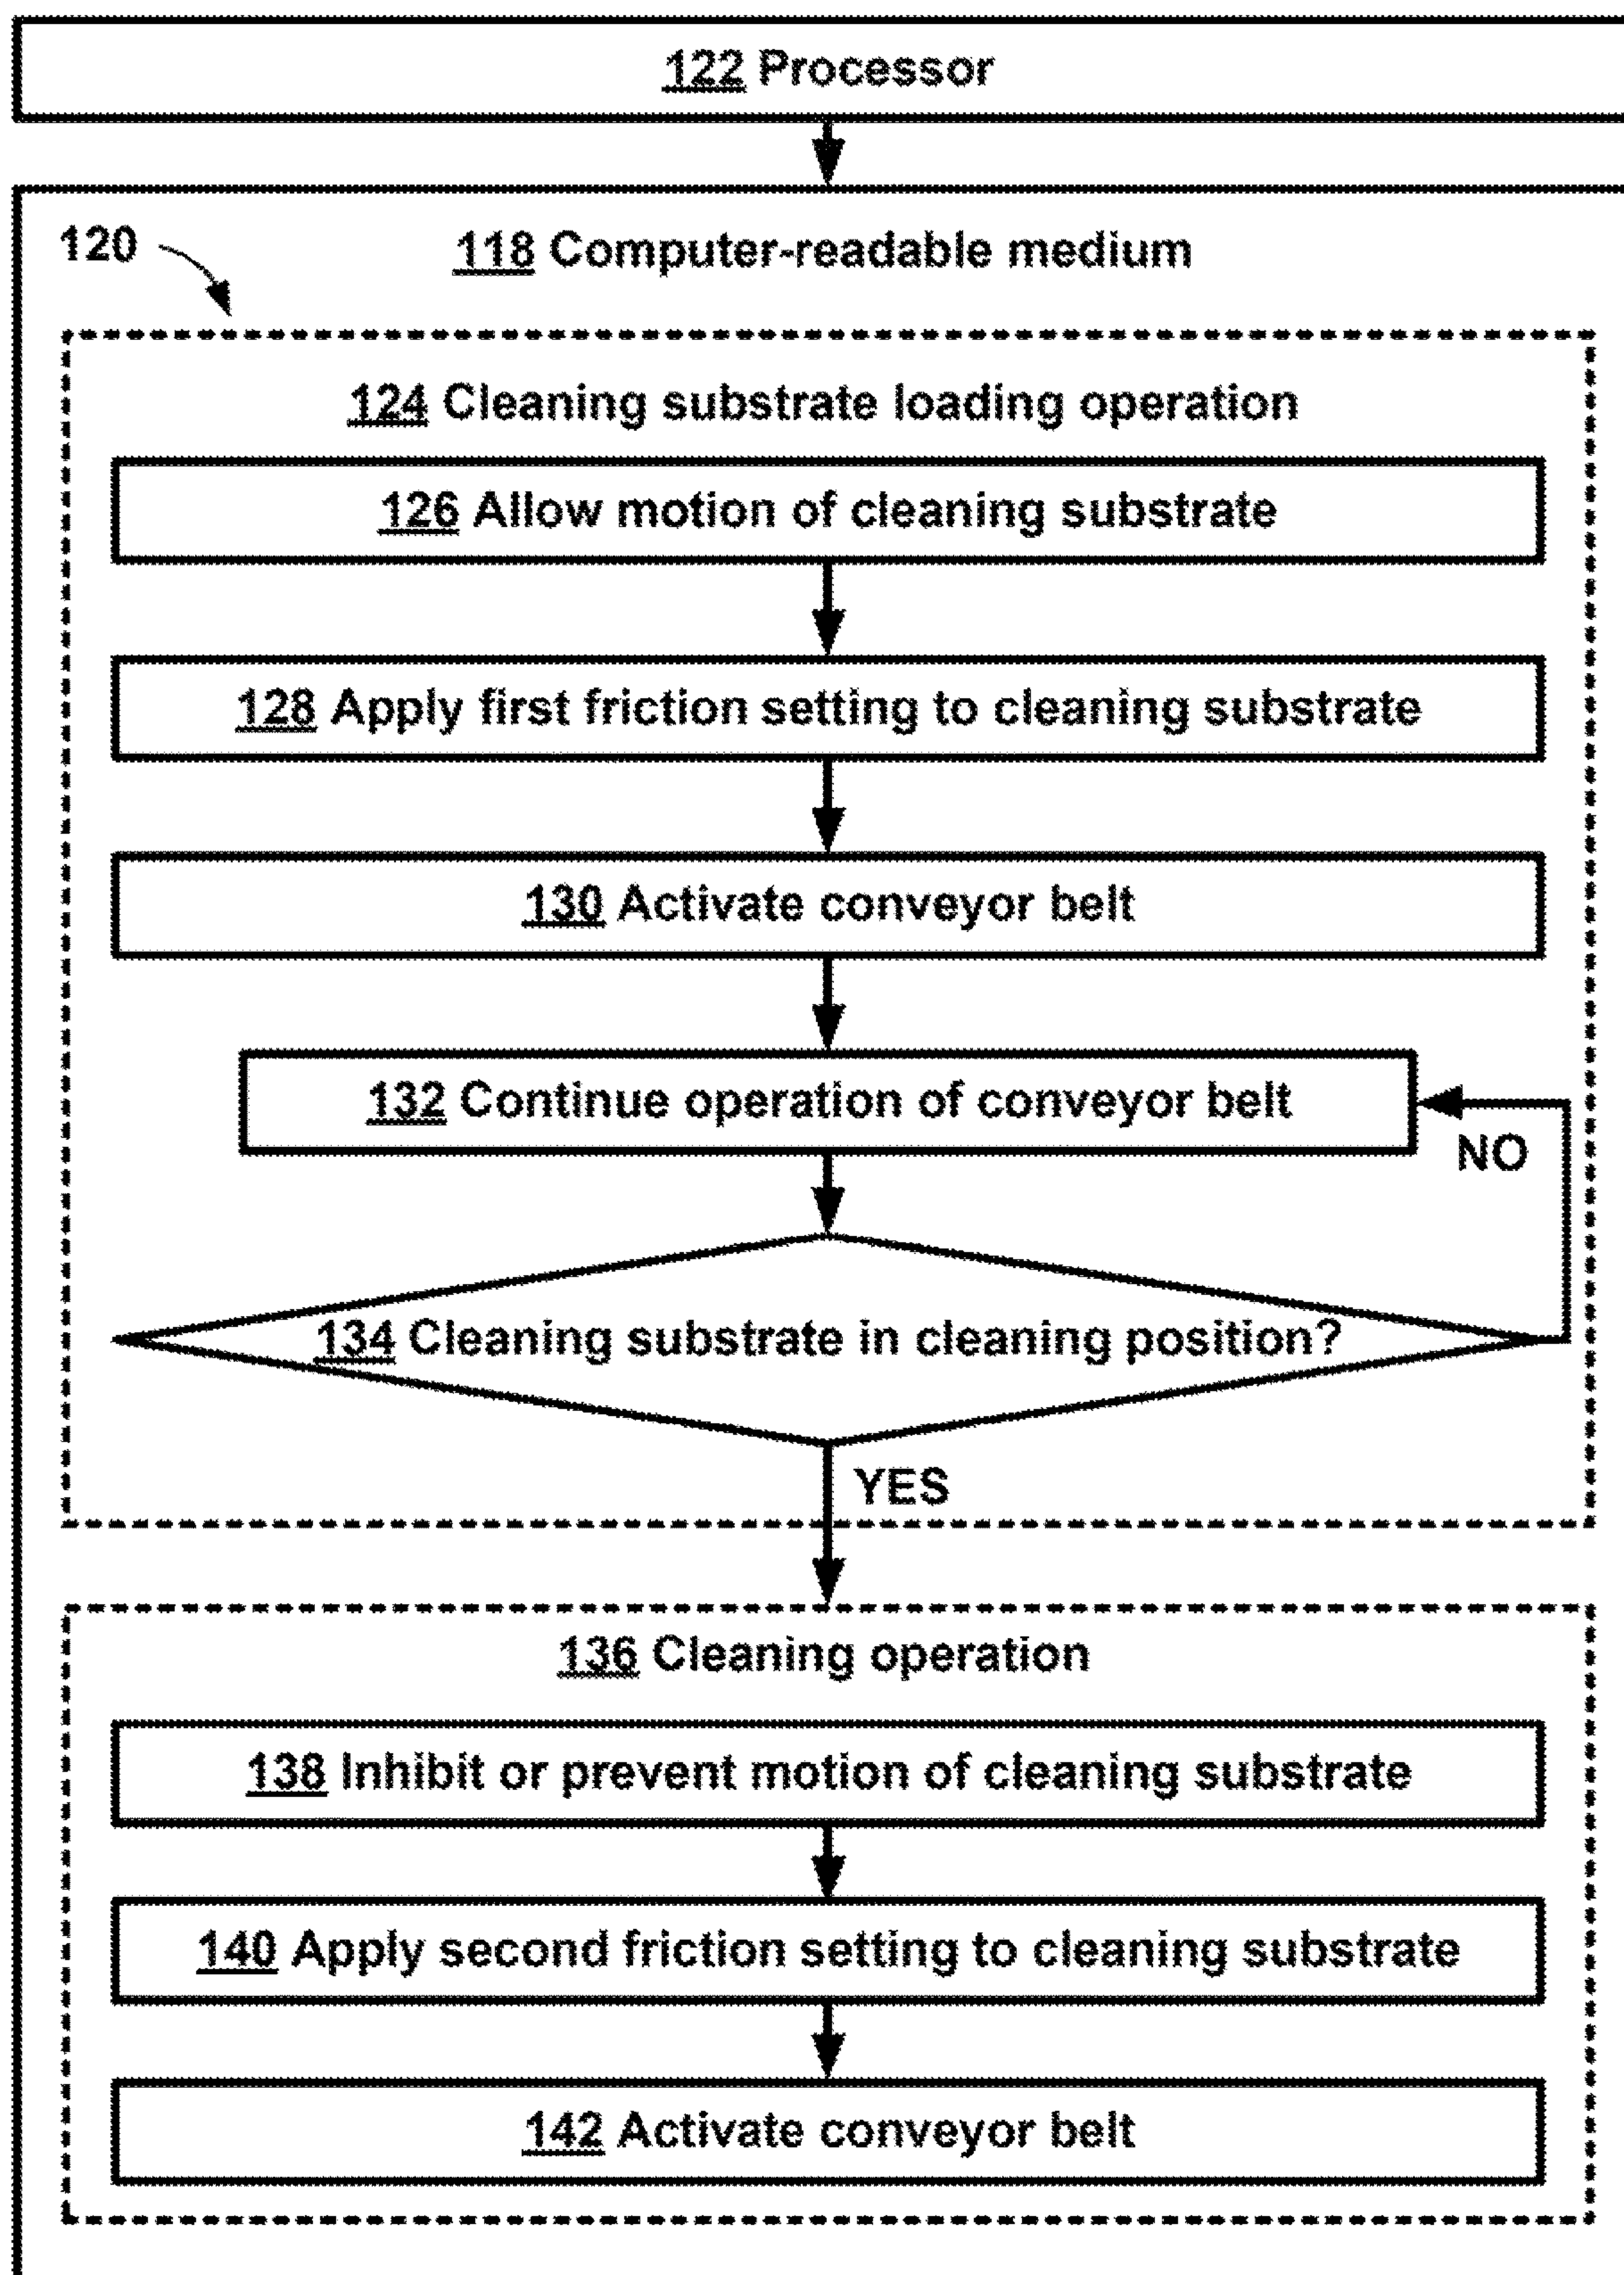 122 Processor
120
118 Computer-readable medium
124 Cleaning substrate loading operation
126 Allow motion of cleaning substrate
128 Apply first friction setting to cleaning substrate
130 Activate conveyor belt
132 Continue operation of conveyor belt
NO
134 Cleaning substrate in cleaning position?
YES
136 Cleaning operation
138 Inhibit or prevent motion of cleaning substrate
140 Apply second friction setting to cleaning substrate
142 Activate conveyor belt